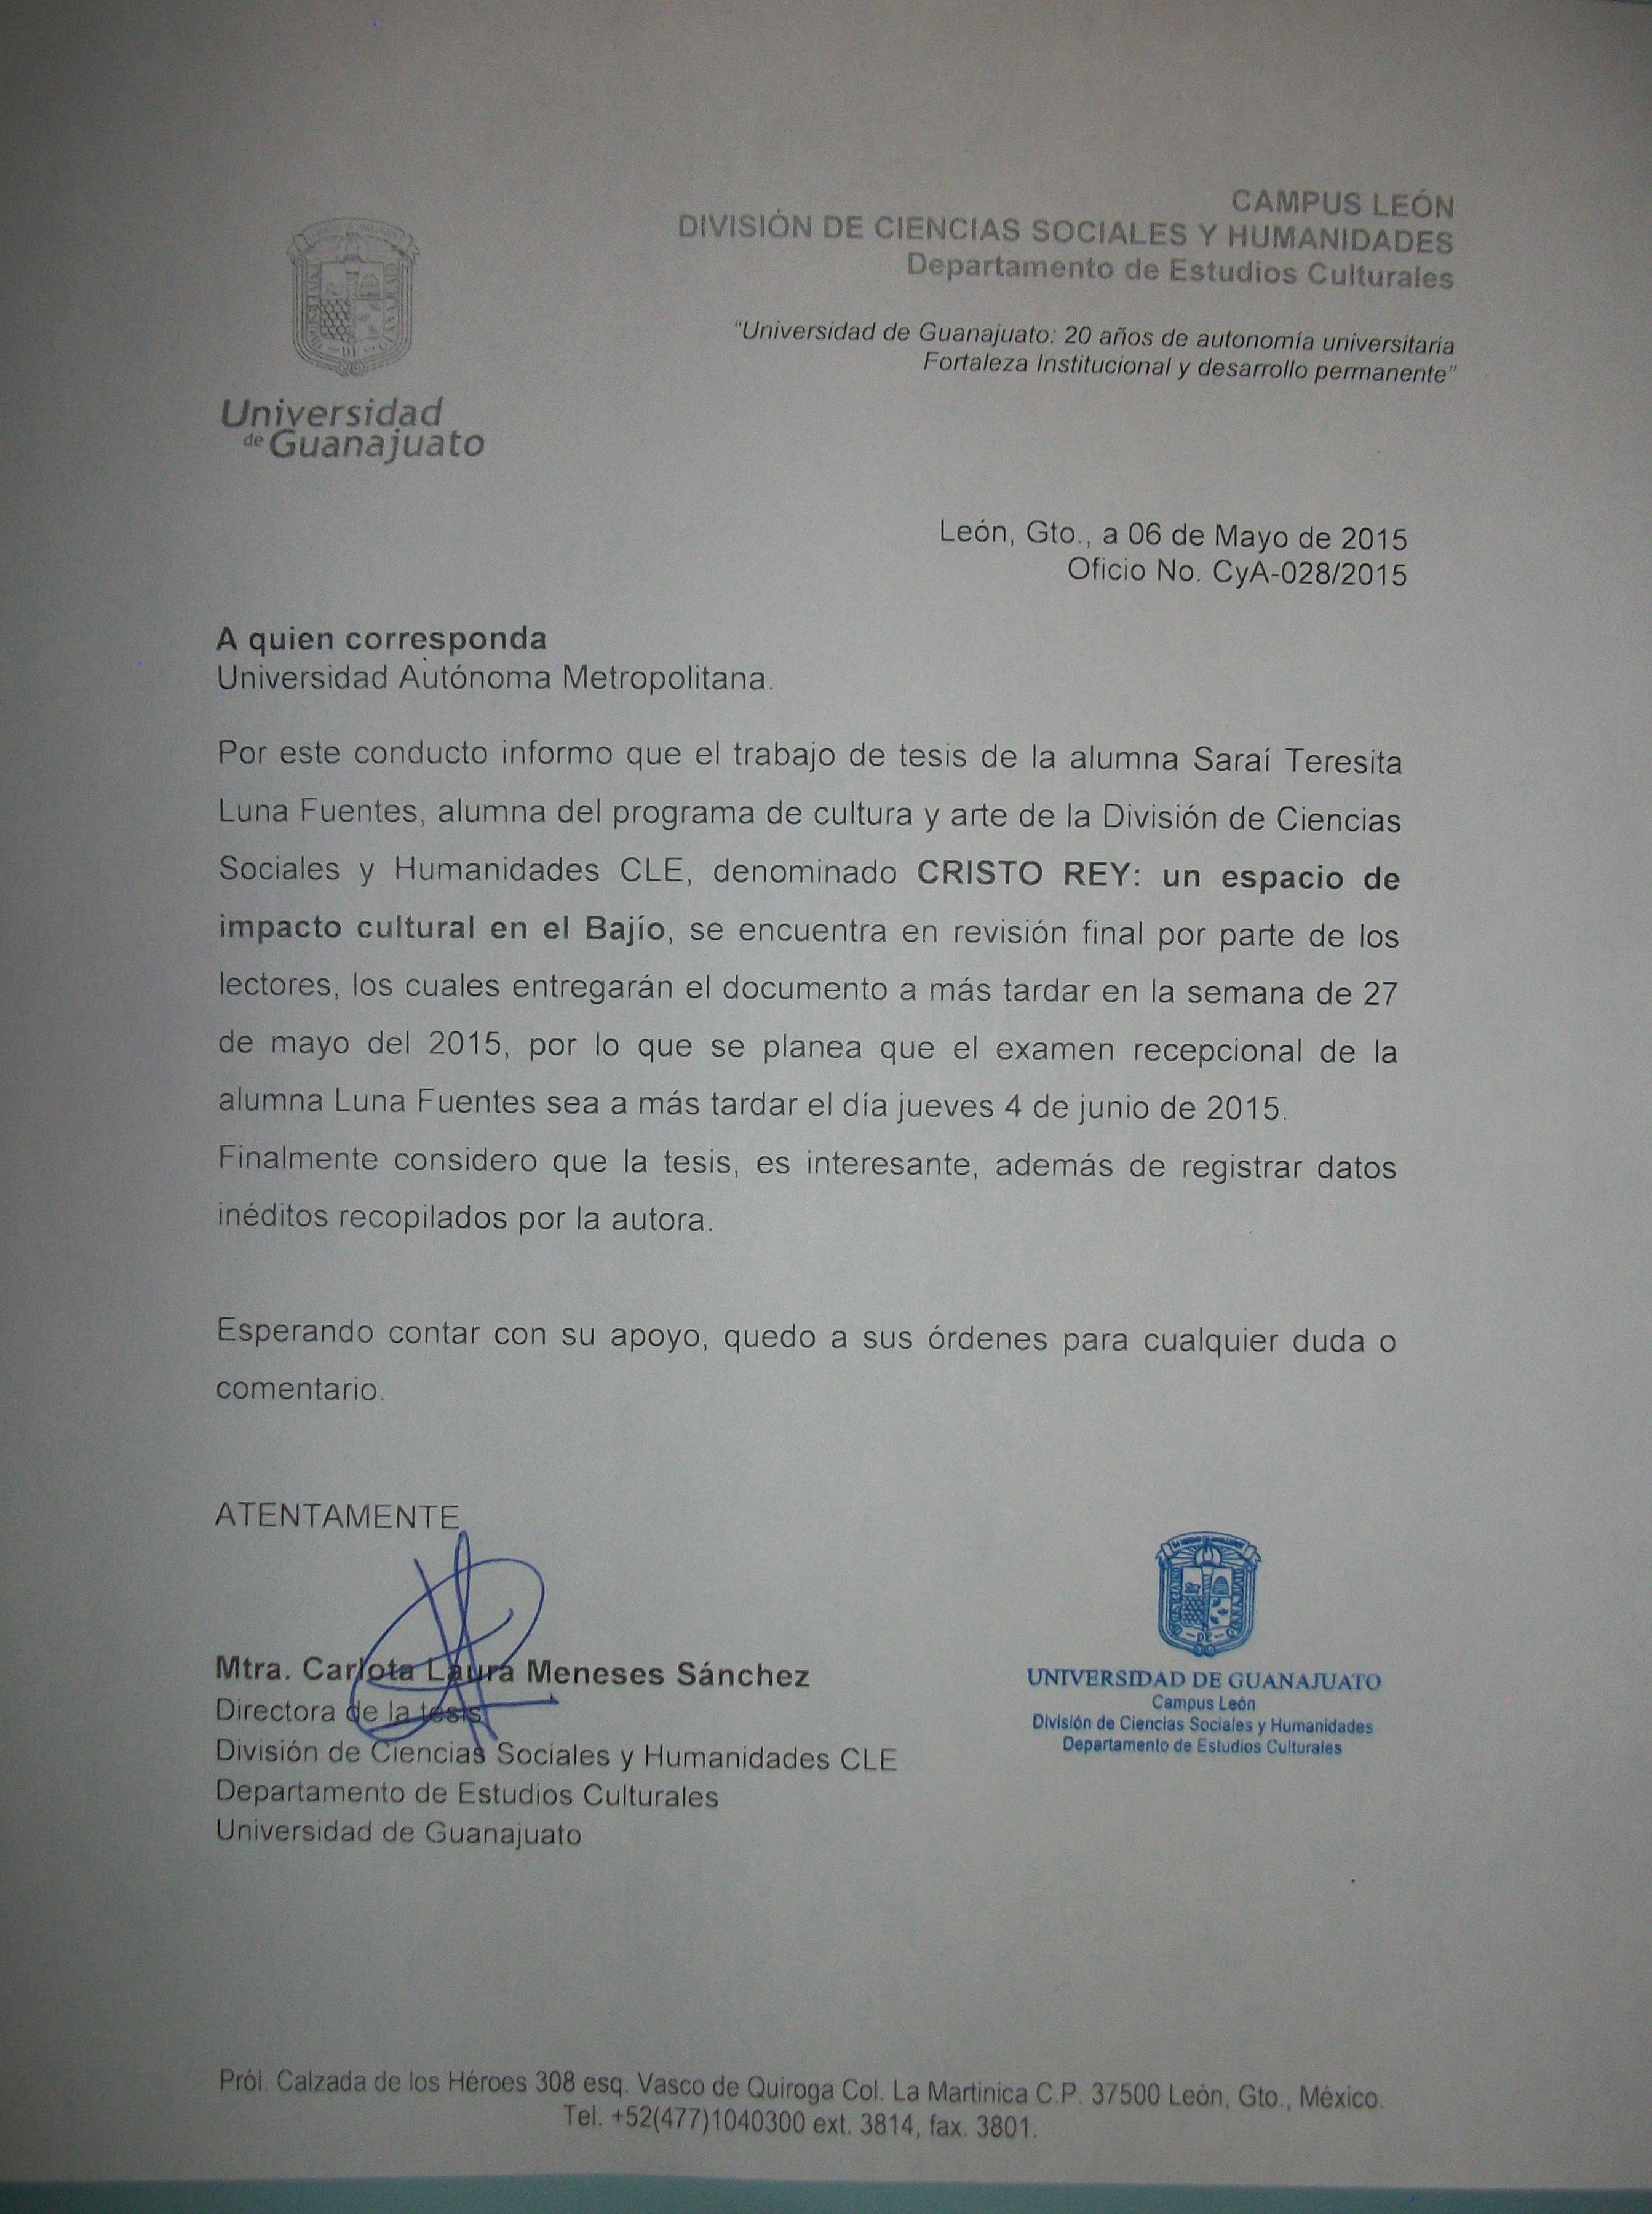 CAMPUS LEÓN
DIVISIÓN DE CIENCIAS SOCIALES Y HUMANIDADES
Departamento de Estudios Culturales
“Universidad de Guanajuato: 20 años de autonomía universitaria
Fortaleza Institucional y desarrollo permanente”
Universidad
de Guanajuato
León, Gto., a 06 de Mayo de 2015
Oficio No. CyA-028/2015
A quien corresponda
Universidad Autónoma Metropolitana.
Por este conducto informo que el trabajo de tesis de la alumna Saraí Teresita
Luna Fuentes, alumna del programa de cultura y arte de la División de Ciencias
Sociales y Humanidades CLE, denominado CRISTO REY: un espacio de
impacto cultural en el Bajío, se encuentra en revisión final por parte de los
lectores, los cuales entregarán el documento a más tardar en la semana de 27
de mayo del 2015, por lo que se planea que el examen recepcional de la
alumna Luna Fuentes sea a más tardar el día jueves 4 de junio de 2015.
Finalmente considero que la tesis, es interesante, además de registrar datos
inéditos recopilados por la autora.
Esperando contar con su apoyo, quedo a sus órdenes para cualquier duda o
comentario.
ATENTAMENTE
Mtra. Carlota Laura Meneses Sánchez
Directora de la tesis
División de Ciencias Sociales y Humanidades CLE
Departamento de Estudios Culturales
Universidad de Guanajuato
UNIVERSIDAD DE GUANAJUATO
Campus León
División de Ciencias Sociales y Humanidades
Departamento de Estudios Culturales
Pról. Calzada de los Héroes 308 esq. Vasco de Quiroga Col. La Martinica C.P. 37500 León, Gto., México.
Tel. +52(477)1040300 ext. 3814, fax. 3801.